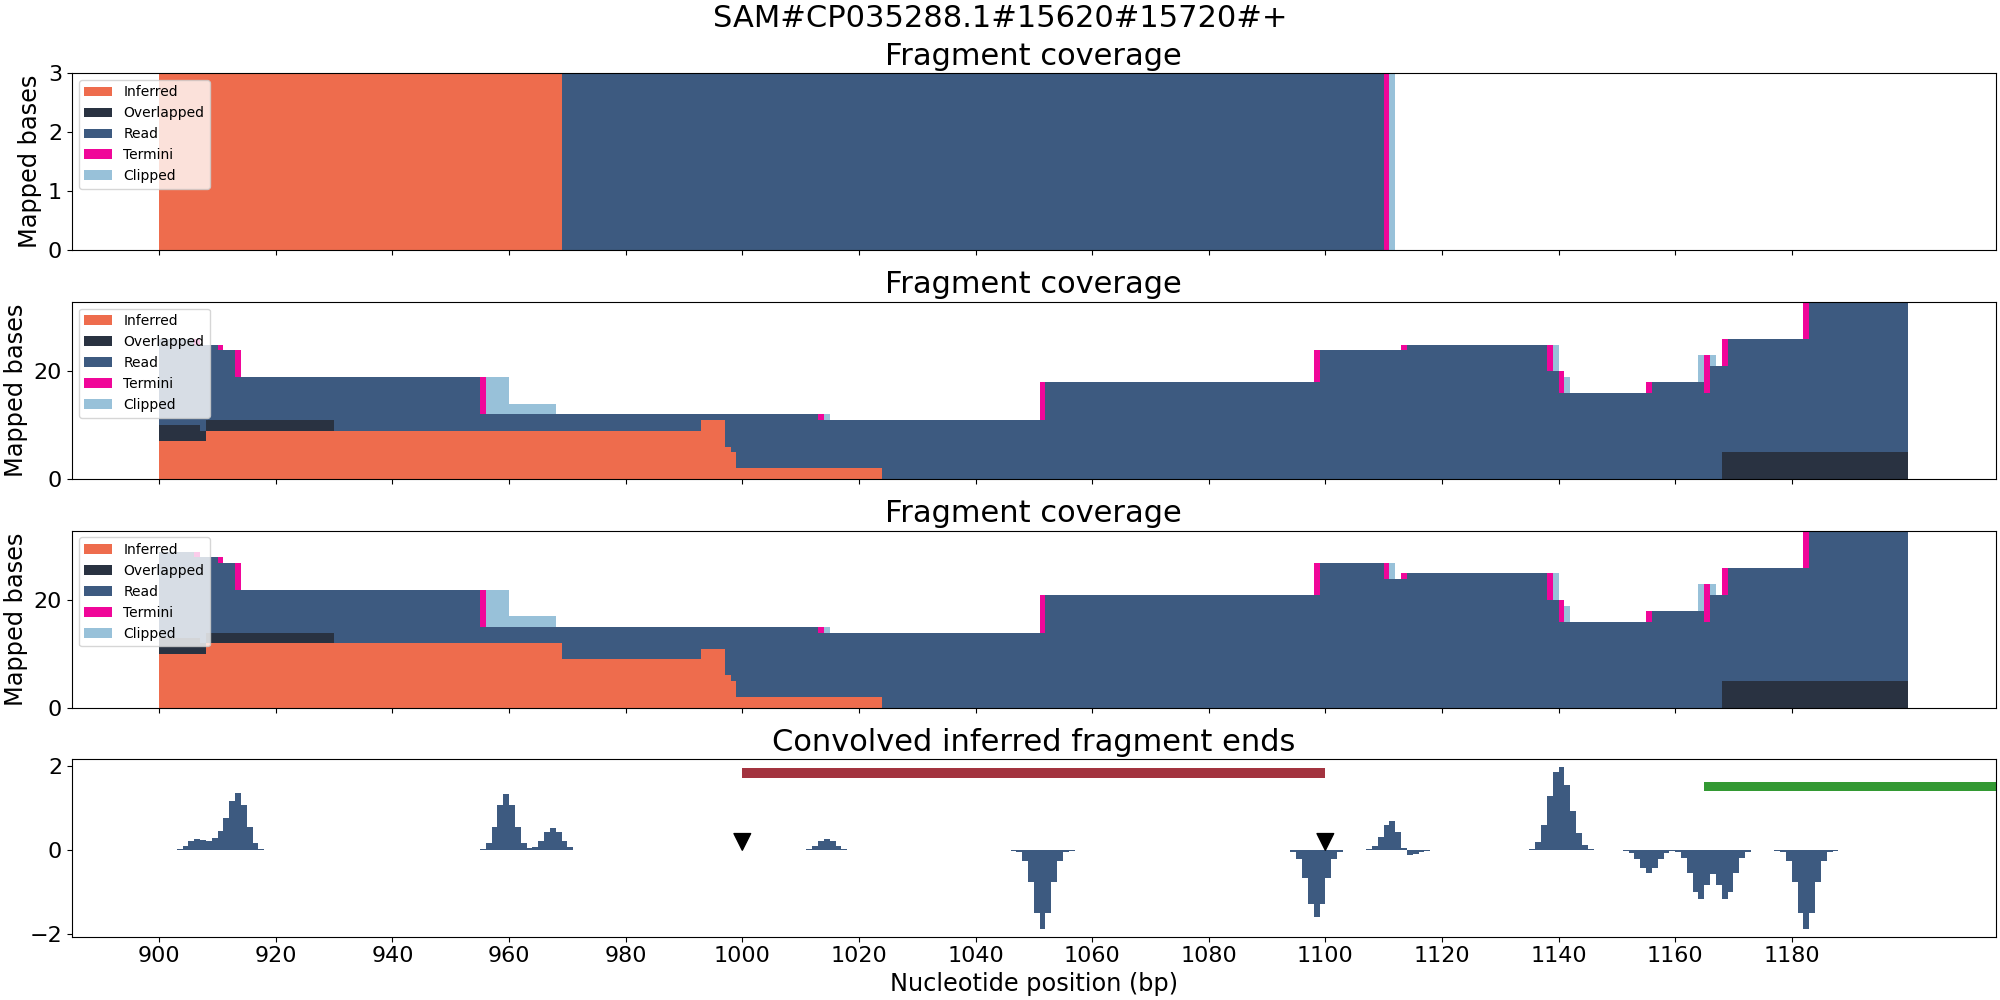 SAM#CP035288.1#15620#15720#+
Fragment coverage
Mapped bases
3
2
1
0
Inferred
Overlapped
Read
Termini
Clipped
Fragment coverage
Mapped bases
20
0
Inferred
Overlapped
Read
Termini
Clipped
Fragment coverage
Mapped bases
20
0
Inferred
Overlapped
Read
Termini
Clipped
Convolved inferred fragment ends
2
0
−2
900 920 940 960 980 1000 1020 1040 1060 1080 1100 1120 1140 1160 1180
Nucleotide position (bp)